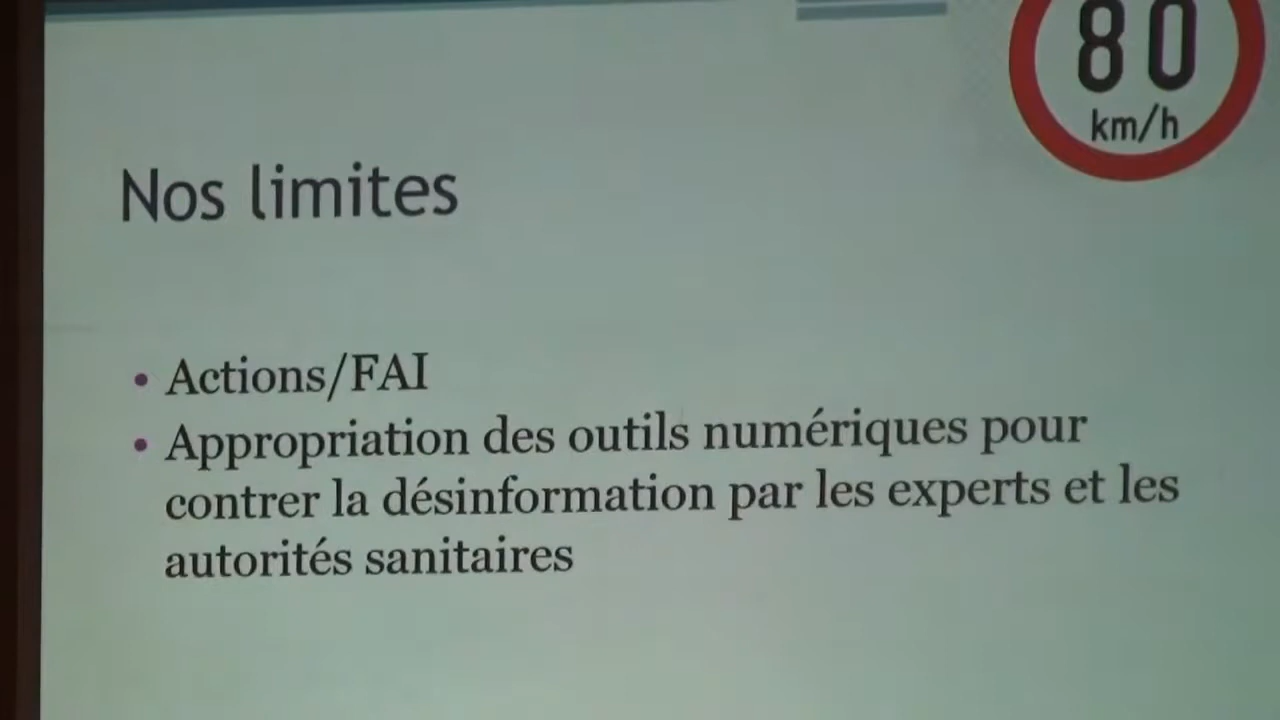 80
km/h
Nos limites
• Actions/FAI
• Appropriation des outils numériques pour
contrer la désinformation par les experts et les
autorités sanitaires